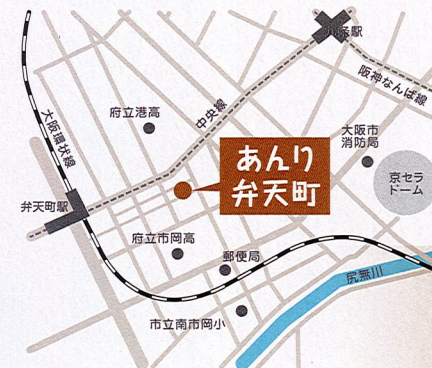 九条駅
阪神なんば線
府立港高
中央線
大阪環状線
大阪市
消防局
あんり
弁天町
京セラ
ドーム
弁天町駅
府立市岡高
郵便局
尻無川
市立南市岡小